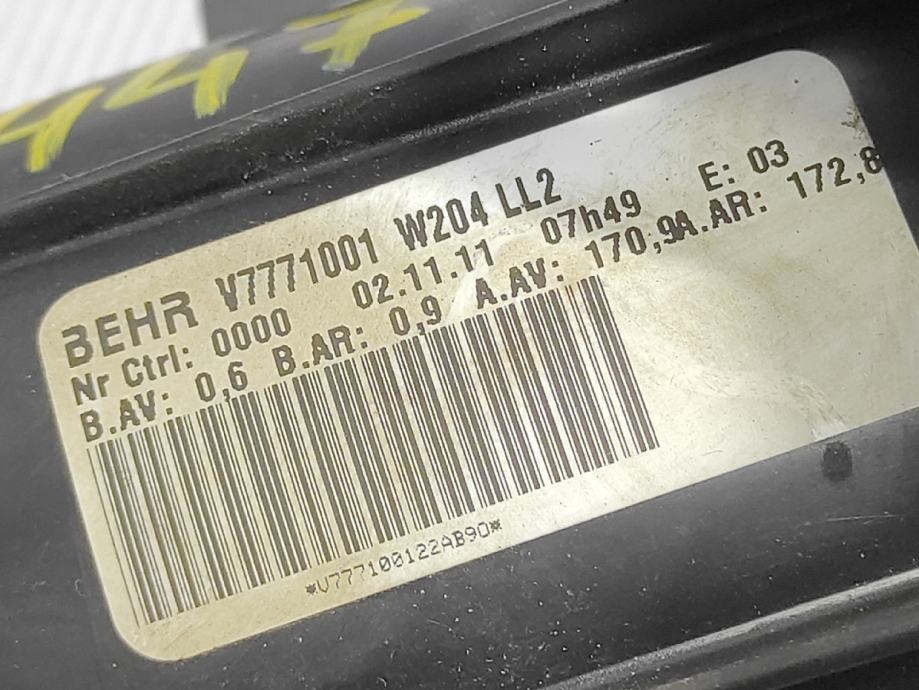 447
BEHR V7771001 W204 LL2
Nr Ctrl: 0000 02.11.11 07h49 E: 03
B.AV: 0,6 B.AR: 0,9 A.AV: 170,9A.AR: 172,8
*V777100122AB90*